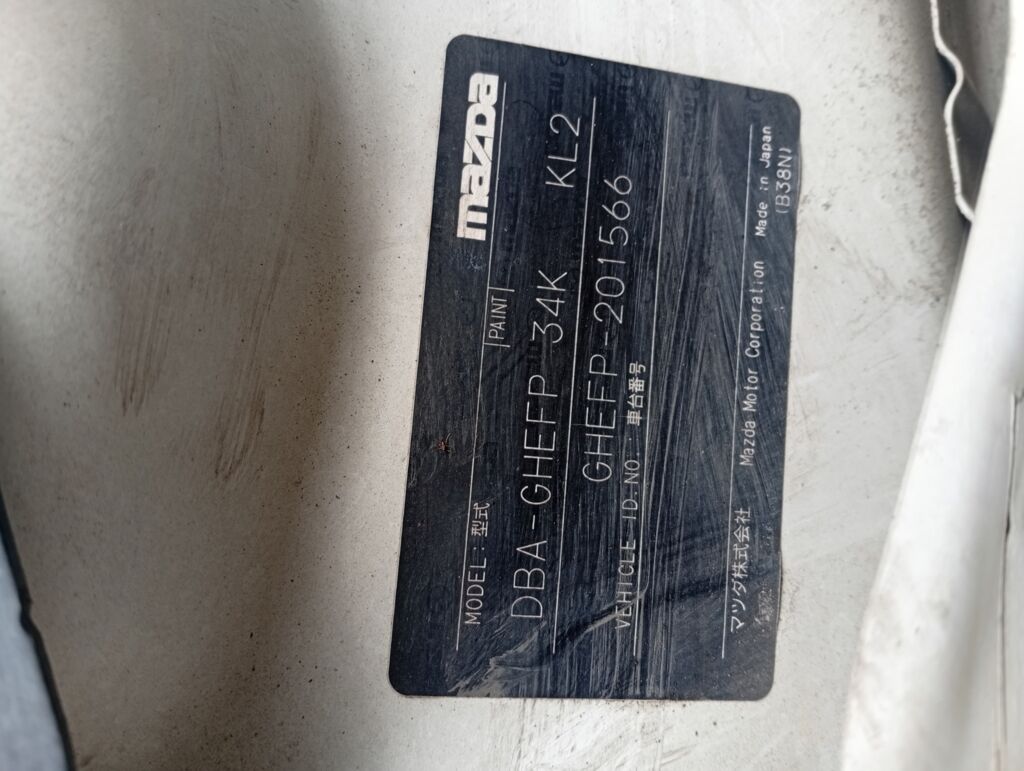 mazda
MODEL:型式
PAINT
DBA-GHEFP 34K KL2
GHEFP-201566
VEHICLE ID.NO. 車台番号
マツダ株式会社 Mazda Motor Corporation Made in Japan
(B38N)